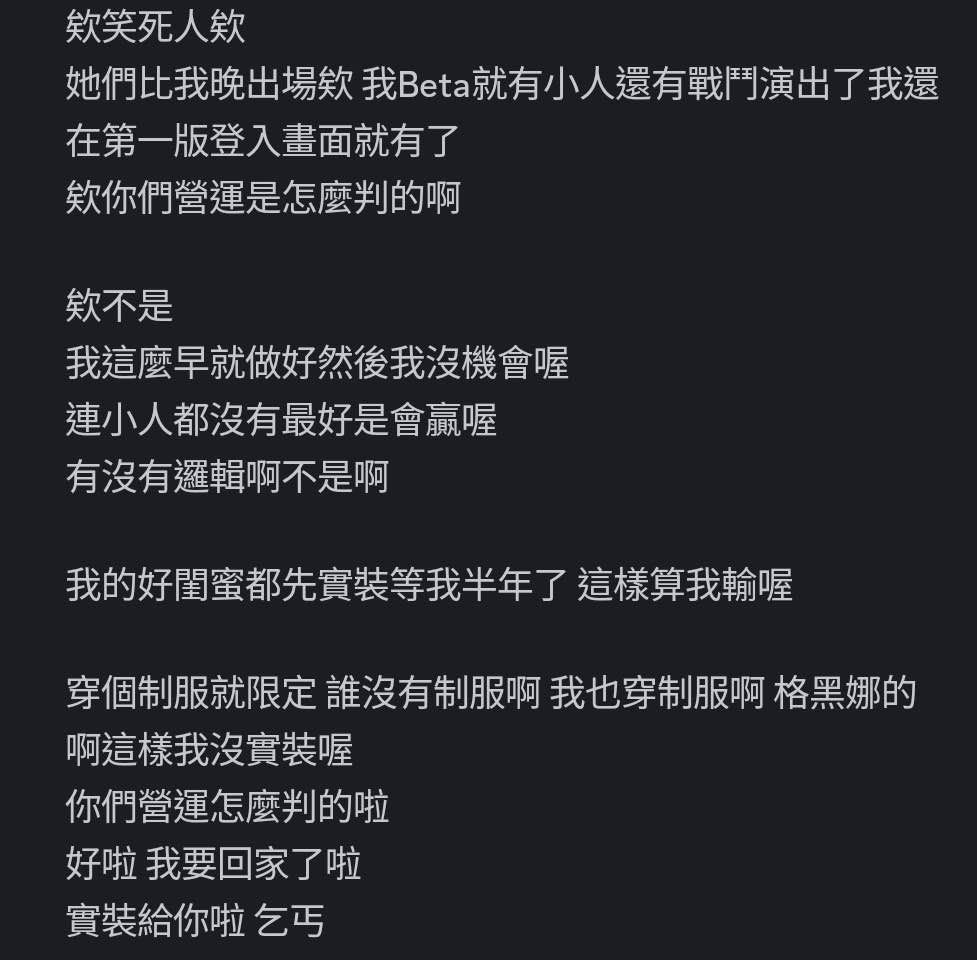 欸笑死人欸
她們比我晚出場欸 我Beta就有小人還有戰鬥演出了我還
在第一版登入畫面就有了
欸你們營運是怎麼判的啊
欸不是
我這麼早就做好然後我沒機會喔
連小人都沒有最好是會贏喔
有沒有邏輯啊不是啊
我的好閨蜜都先實裝等我半年了 這樣算我輸喔
穿個制服就限定 誰沒有制服啊 我也穿制服啊 格黑娜的
啊這樣我沒實裝喔
你們營運怎麼判的啦
好啦 我要回家了啦
實裝給你啦 乞丐